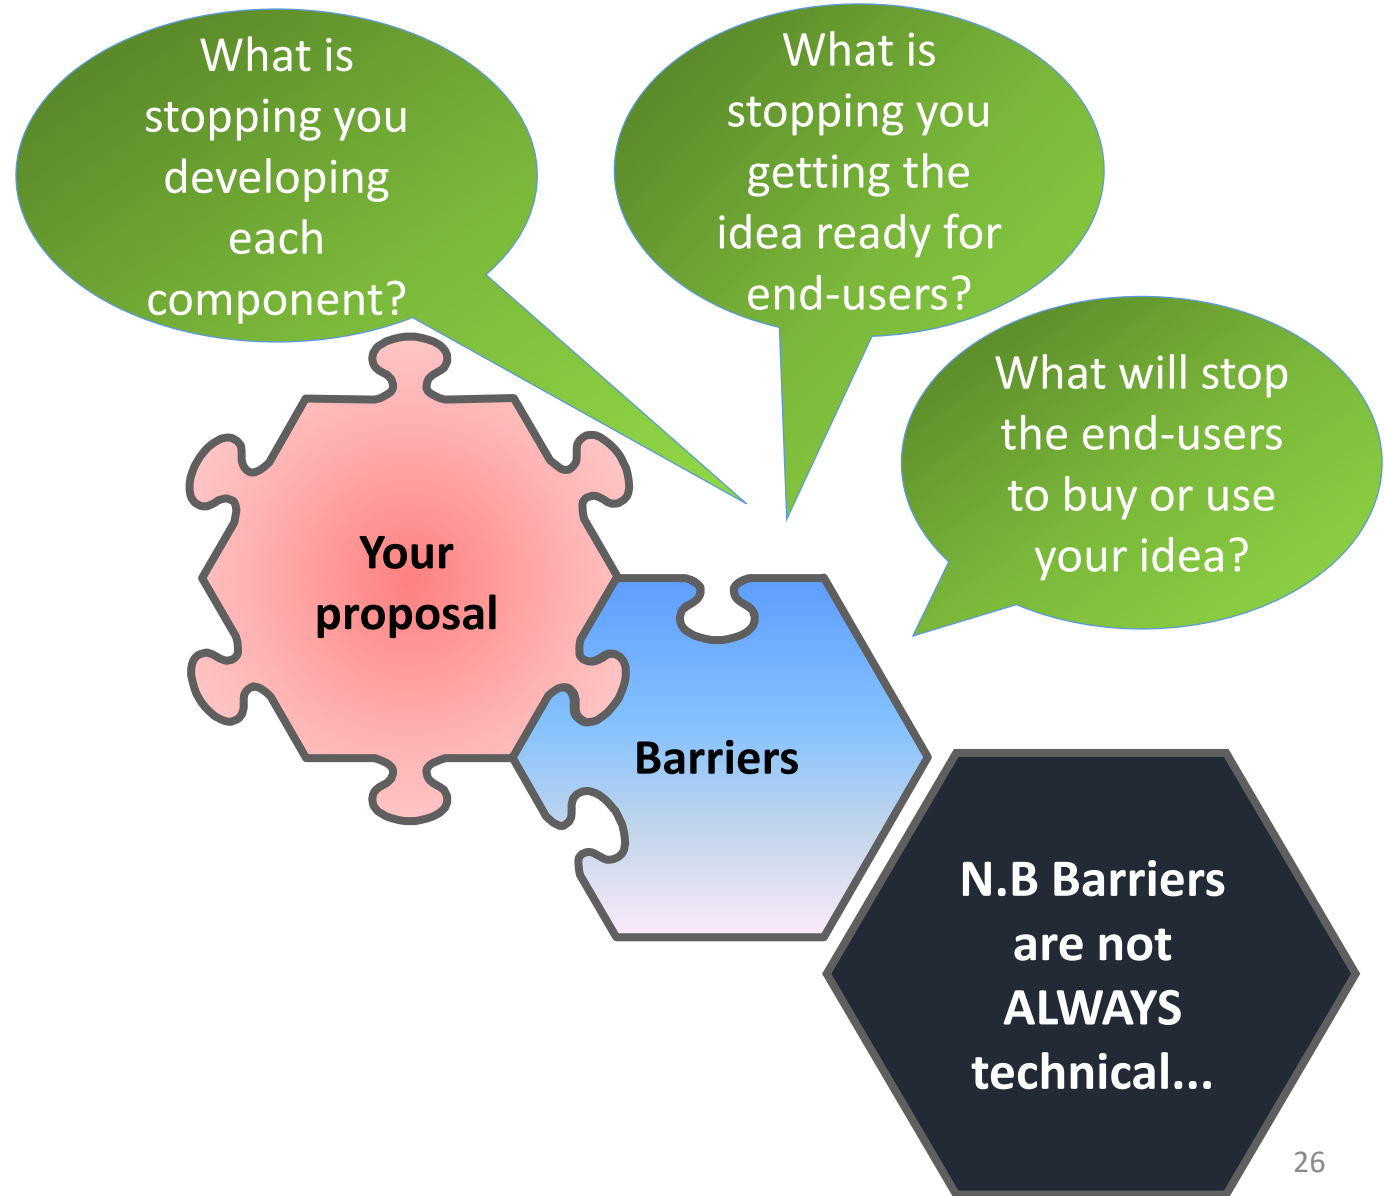 What is
stopping you
developing
each
component?
What is
stopping you
getting the
idea ready for
end-users?
What will stop
the end-users
to buy or use
your idea?
Your
proposal
Barriers
N.B Barriers
are not
ALWAYS
technical...
26